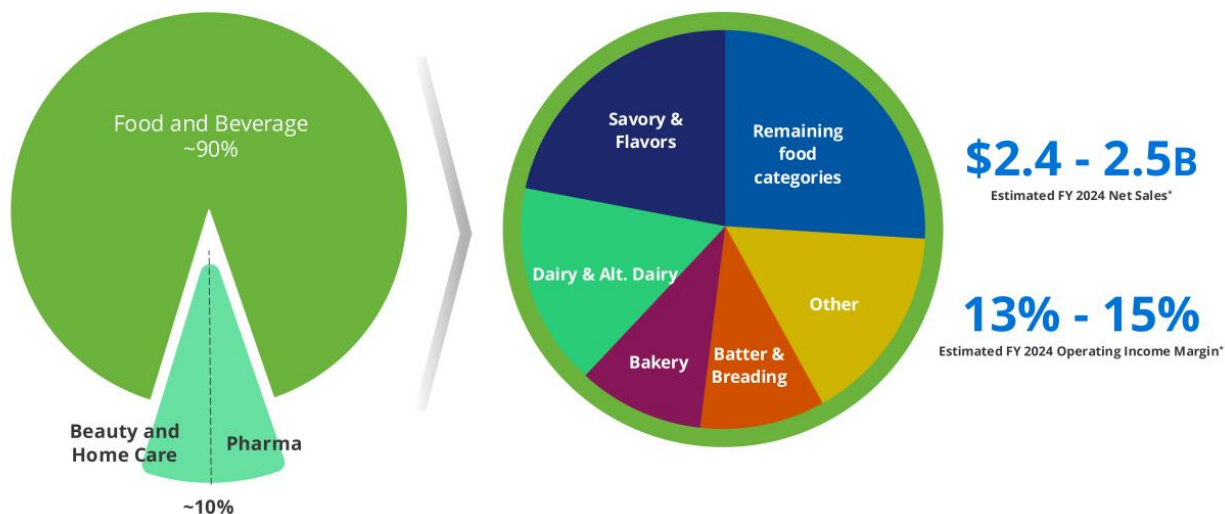 Food and Beverage
~90%
Beauty and
Home Care
Pharma
~10%
Savory &
Flavors
Remaining
food
categories
Dairy & Alt. Dairy
Other
Bakery
Batter &
Breading
$2.4 - 2.5B
Estimated FY 2024 Net Sales*
13% - 15%
Estimated FY 2024 Operating Income Margin*